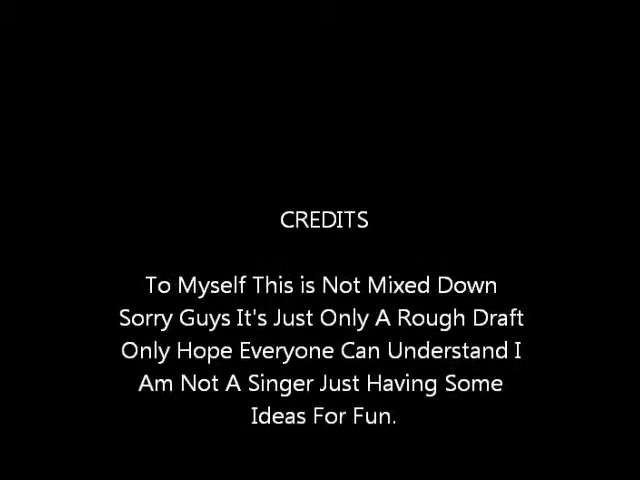 CREDITS
To Myself This is Not Mixed Down
Sorry Guys It's Just Only A Rough Draft
Only Hope Everyone Can Understand I
Am Not A Singer Just Having Some
Ideas For Fun.